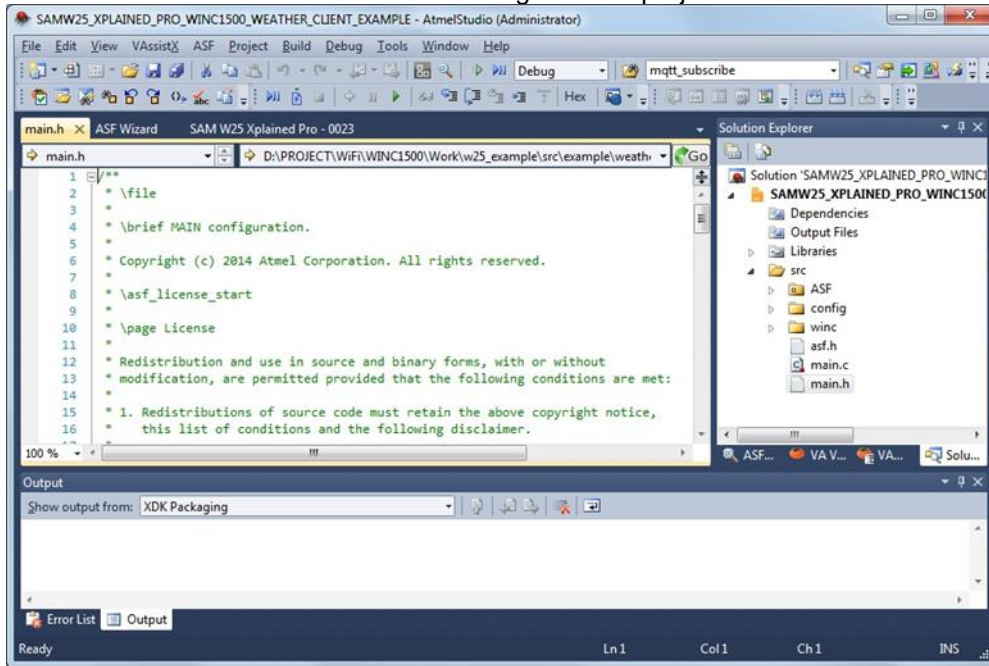 SAMW25_XPLAINED_PRO_WINC1500_WEATHER_CLIENT_EXAMPLE - AtmelStudio (Administrator)
File Edit View VAssistX ASF Project Build Debug Tools Window Help
Debug mqtt_subscribe
Hex
main.h ASF Wizard SAM W25 Xplained Pro - 0023
main.h D:\PROJECT\WiFi\WINC1500\Work\w25_example\src\example\weath Go
1 /**
2 * \file
3 *
4 * \brief MAIN configuration.
5 *
6 * Copyright (c) 2014 Atmel Corporation. All rights reserved.
7 *
8 * \asf_license_start
9 *
10 * \page License
11 *
12 * Redistribution and use in source and binary forms, with or without
13 * modification, are permitted provided that the following conditions are met:
14 *
15 * 1. Redistributions of source code must retain the above copyright notice,
16 * this list of conditions and the following disclaimer.
100 %
Solution Explorer
Solution 'SAMW25_XPLAINED_PRO_WINC1
SAMW25_XPLAINED_PRO_WINC150
Dependencies
Output Files
Libraries
src
ASF
config
winc
asf.h
main.c
main.h
ASF... VA V... VA... Solu...
Output
Show output from: XDK Packaging
Error List Output
Ready Ln 1 Col 1 Ch 1 INS